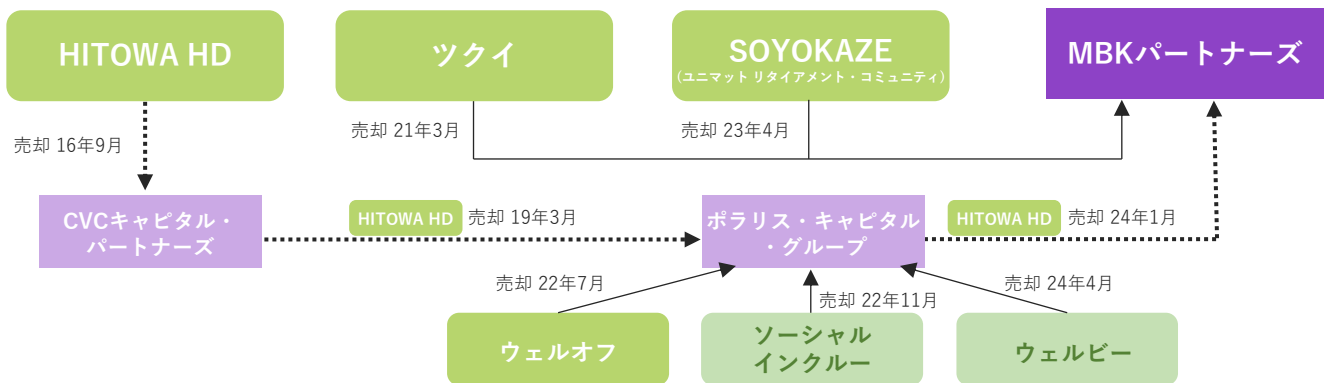 HITOWA HD
ツクイ
SOYOKAZE
(ユニマット リタイアメント・コミュニティ)
MBKパートナーズ
売却 16年9月
売却 21年3月
売却 23年4月
CVCキャピタル・
パートナーズ
HITOWA HD
売却 19年3月
ポラリス・キャピタル
・グループ
HITOWA HD
売却 24年1月
売却 22年7月
売却 22年11月
売却 24年4月
ウェルオフ
ソーシャル
インクルー
ウェルビー